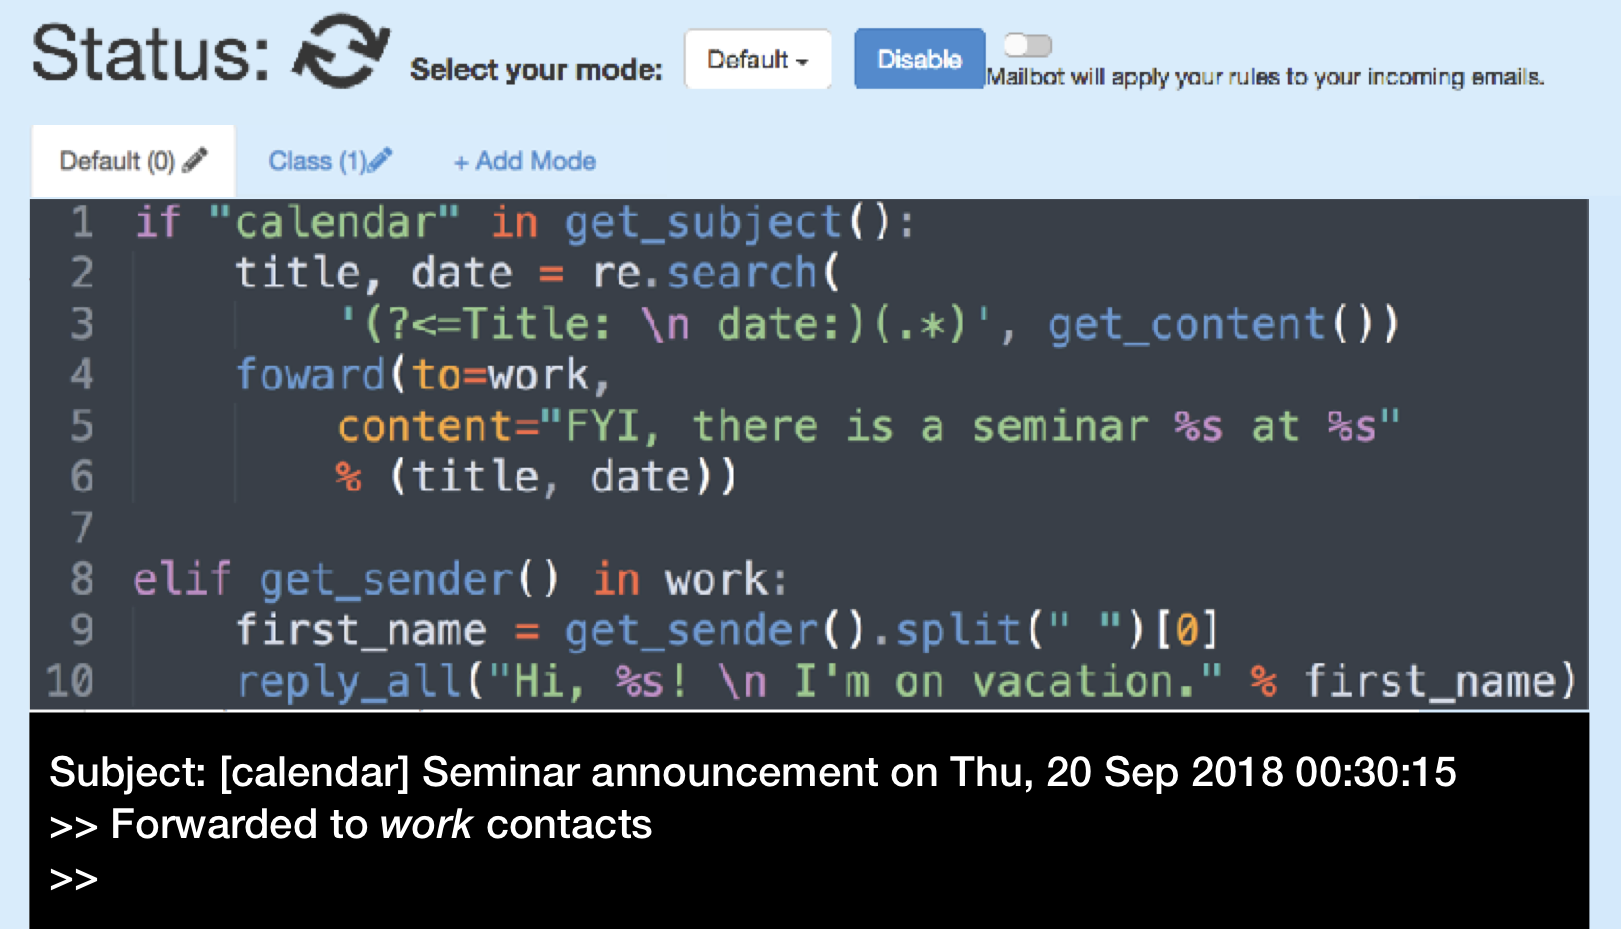 Status: Select your mode: Default Disable Mailbot will apply your rules to your incoming emails.
Default (0) Class (1) + Add Mode
1 if "calendar" in get_subject():
2     title, date = re.search(
3         '(?<=Title: \n date:)(.*)', get_content())
4     foward(to=work,
5         content="FYI, there is a seminar %s at %s"
6         % (title, date))
7
8 elif get_sender() in work:
9     first_name = get_sender().split(" ")[0]
10     reply_all("Hi, %s! \n I'm on vacation." % first_name)
Subject: [calendar] Seminar announcement on Thu, 20 Sep 2018 00:30:15
>> Forwarded to work contacts
>>